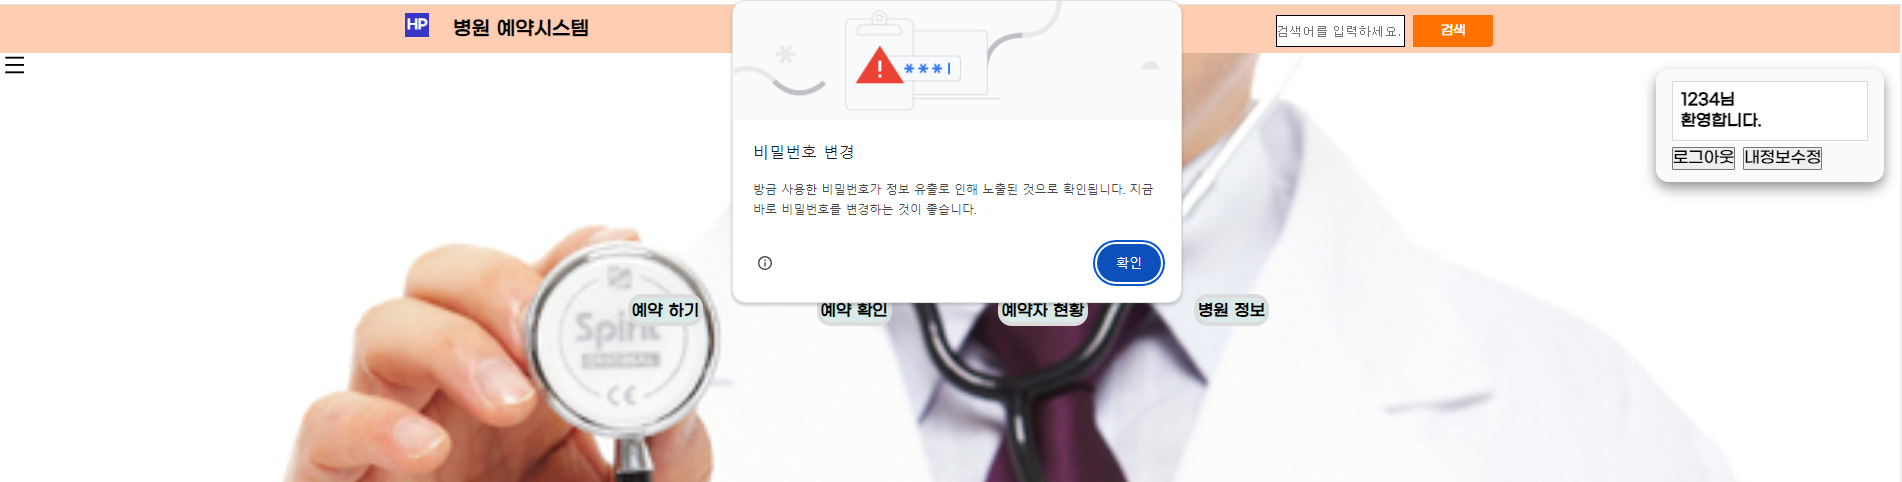 HP 병원 예약시스템
검색어를 입력하세요.
검색
***|
비밀번호 변경
방금 사용한 비밀번호가 정보 유출로 인해 노출된 것으로 확인됩니다. 지금
바로 비밀번호를 변경하는 것이 좋습니다.
확인
1234님
환영합니다.
로그아웃 내정보수정
예약 하기 예약 확인 예약자 현황 병원 정보
Spirit
CE